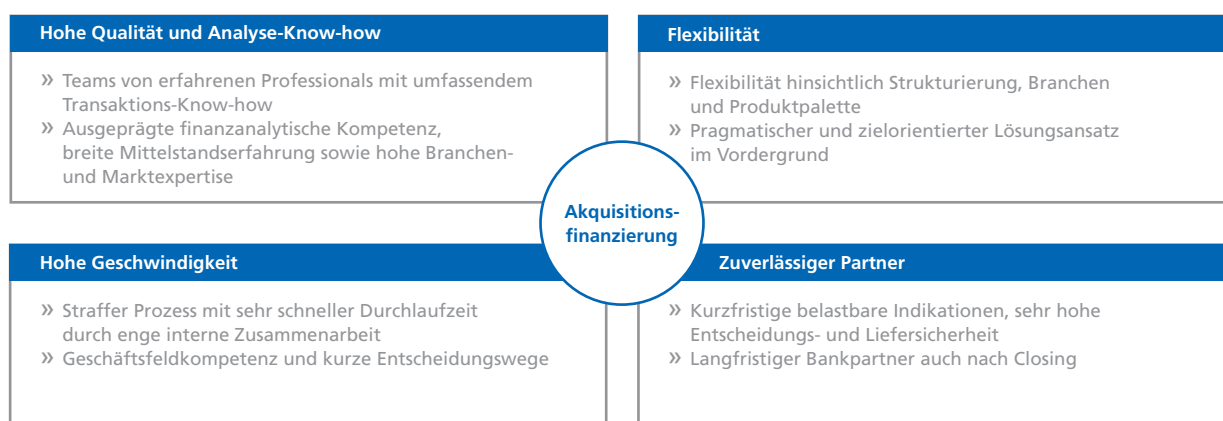 Hohe Qualität und Analyse-Know-how
» Teams von erfahrenen Professionals mit umfassendem
Transaktions-Know-how
» Ausgeprägte finanzanalytische Kompetenz,
breite Mittelstandserfahrung sowie hohe Branchen-
und Marktexpertise
Flexibilität
» Flexibilität hinsichtlich Strukturierung, Branchen
und Produktpalette
» Pragmatischer und zielorientierter Lösungsansatz
im Vordergrund
Akquisitions-
finanzierung
Hohe Geschwindigkeit
» Straffer Prozess mit sehr schneller Durchlaufzeit
durch enge interne Zusammenarbeit
» Geschäftsfeldkompetenz und kurze Entscheidungswege
Zuverlässiger Partner
» Kurzfristige belastbare Indikationen, sehr hohe
Entscheidungs- und Liefersicherheit
» Langfristiger Bankpartner auch nach Closing